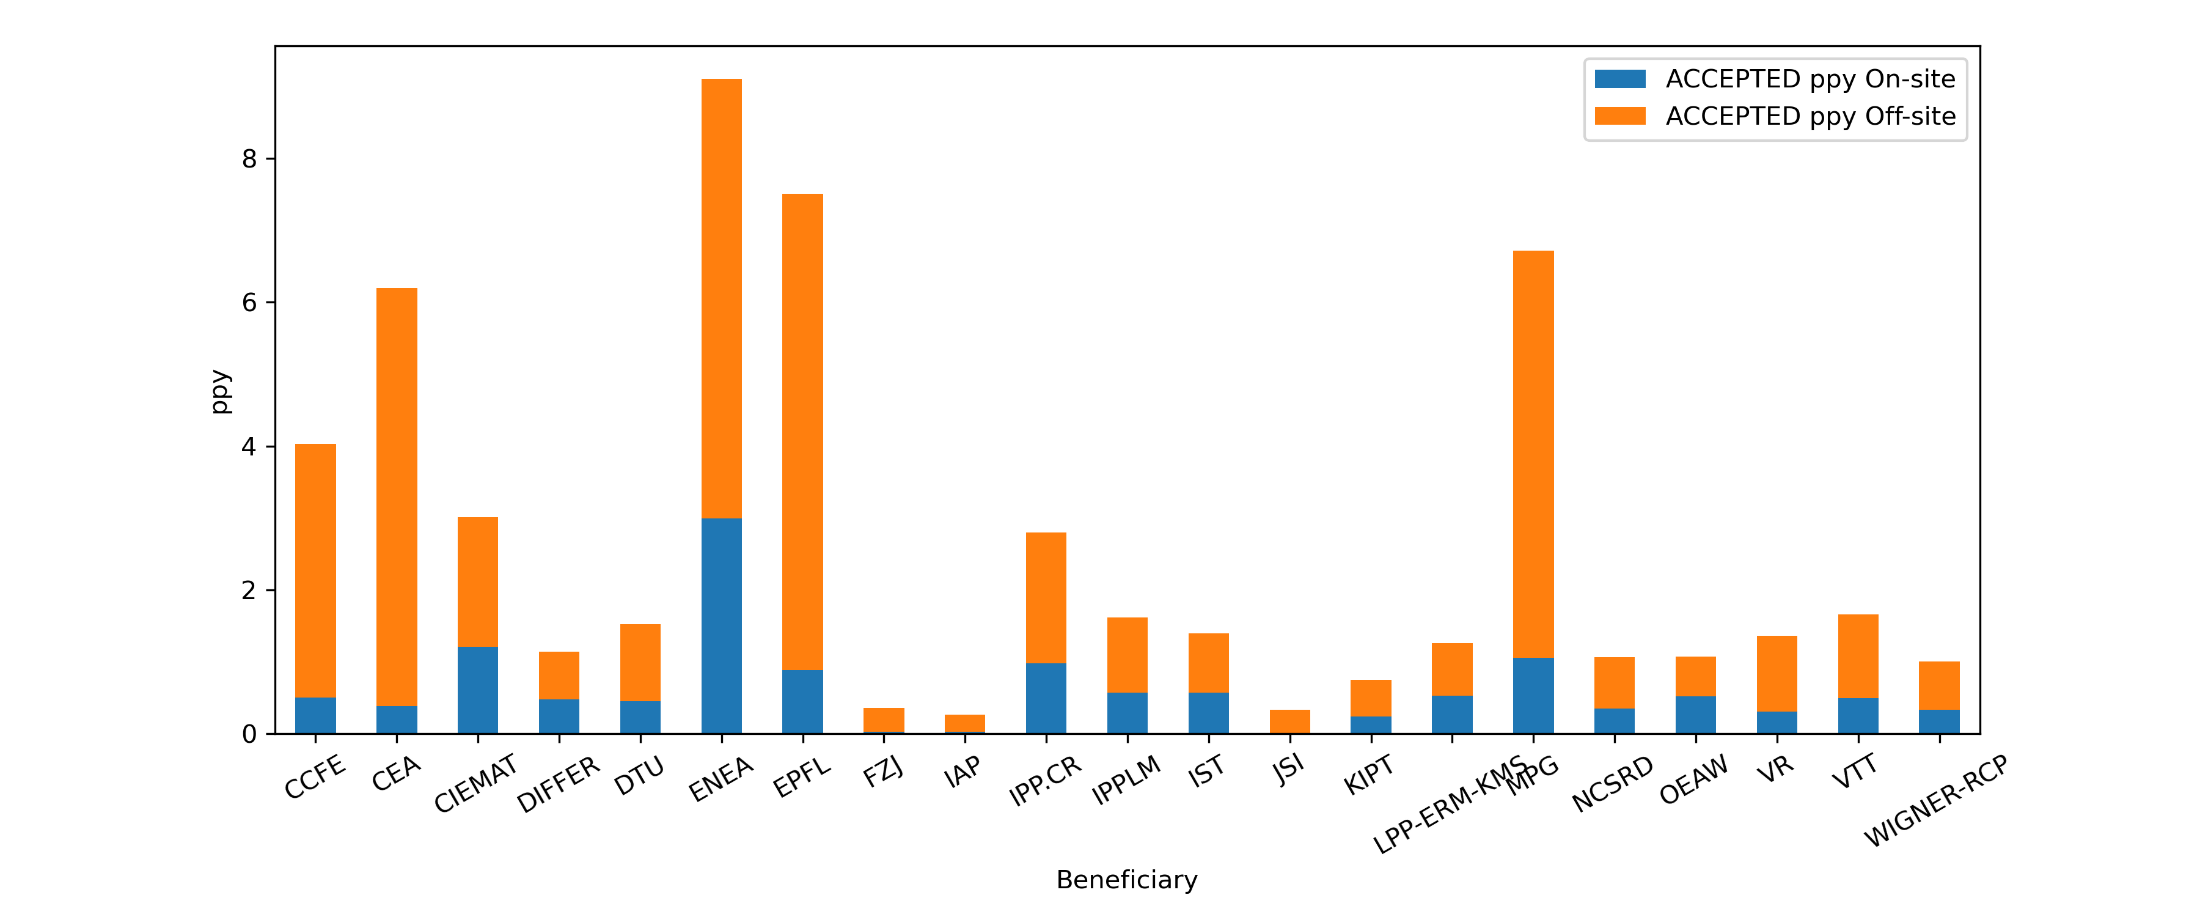 ACCEPTED ppy On-site
ACCEPTED ppy Off-site
8
6
4
2
0
ppy
CCFE
CEA
CIEMAT
DIFFER
DTU
ENEA
EPFL
FZJ
IAP
IPP.CR
IPPLM
IST
JSI
KIPT
LPP-ERM-KMS
MPG
NCSRD
OEAW
VR
VTT
WIGNER-RCP
Beneficiary